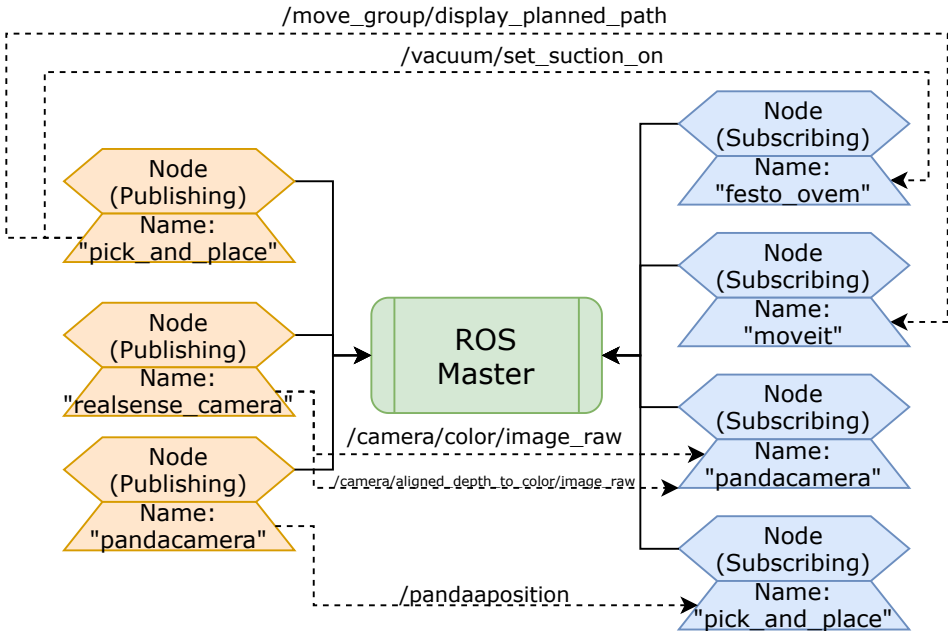 /move_group/display_planned_path
/vacuum/set_suction_on
Node
(Publishing)
Name:
"pick_and_place"
Node
(Publishing)
Name:
"realsense_camera"
Node
(Publishing)
Name:
"pandacamera"
ROS
Master
/camera/color/image_raw
/camera/aligned_depth_to_color/image_raw
/pandaaposition
Node
(Subscribing)
Name:
"festo_ovem"
Node
(Subscribing)
Name:
"moveit"
Node
(Subscribing)
Name:
"pandacamera"
Node
(Subscribing)
Name:
"pick_and_place"